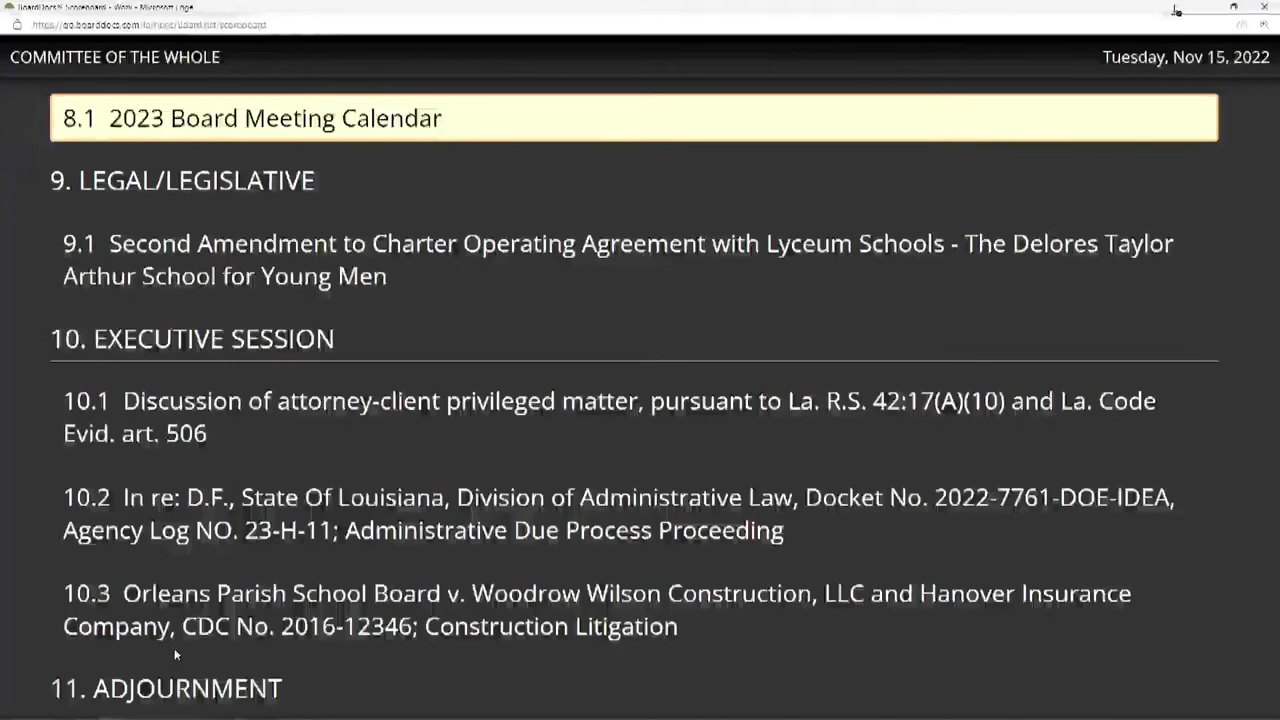 COMMITTEE OF THE WHOLE
Tuesday, Nov 15, 2022
8.1 2023 Board Meeting Calendar
9. LEGAL/LEGISLATIVE
9.1 Second Amendment to Charter Operating Agreement with Lyceum Schools - The Delores Taylor
Arthur School for Young Men
10. EXECUTIVE SESSION
10.1 Discussion of attorney-client privileged matter, pursuant to La. R.S. 42:17(A)(10) and La. Code
Evid. art. 506
10.2 In re: D.F., State Of Louisiana, Division of Administrative Law, Docket No. 2022-7761-DOE-IDEA,
Agency Log NO. 23-H-11; Administrative Due Process Proceeding
10.3 Orleans Parish School Board v. Woodrow Wilson Construction, LLC and Hanover Insurance
Company, CDC No. 2016-12346; Construction Litigation
11. ADJOURNMENT